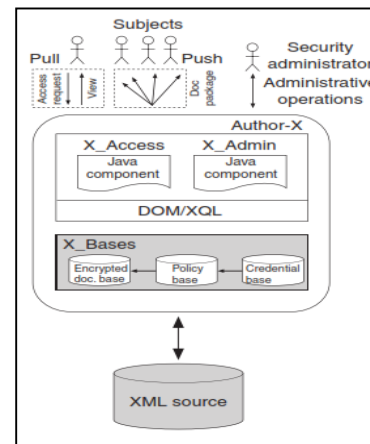 Subjects
Pull
Push
Security
administrator
Administrative
operations
Access
request
View
Doc
package
Author-X
X_Access
X_Admin
Java
component
Java
component
DOM/XQL
X_Bases
Encrypted
doc. base
Policy
base
Credential
base
XML source